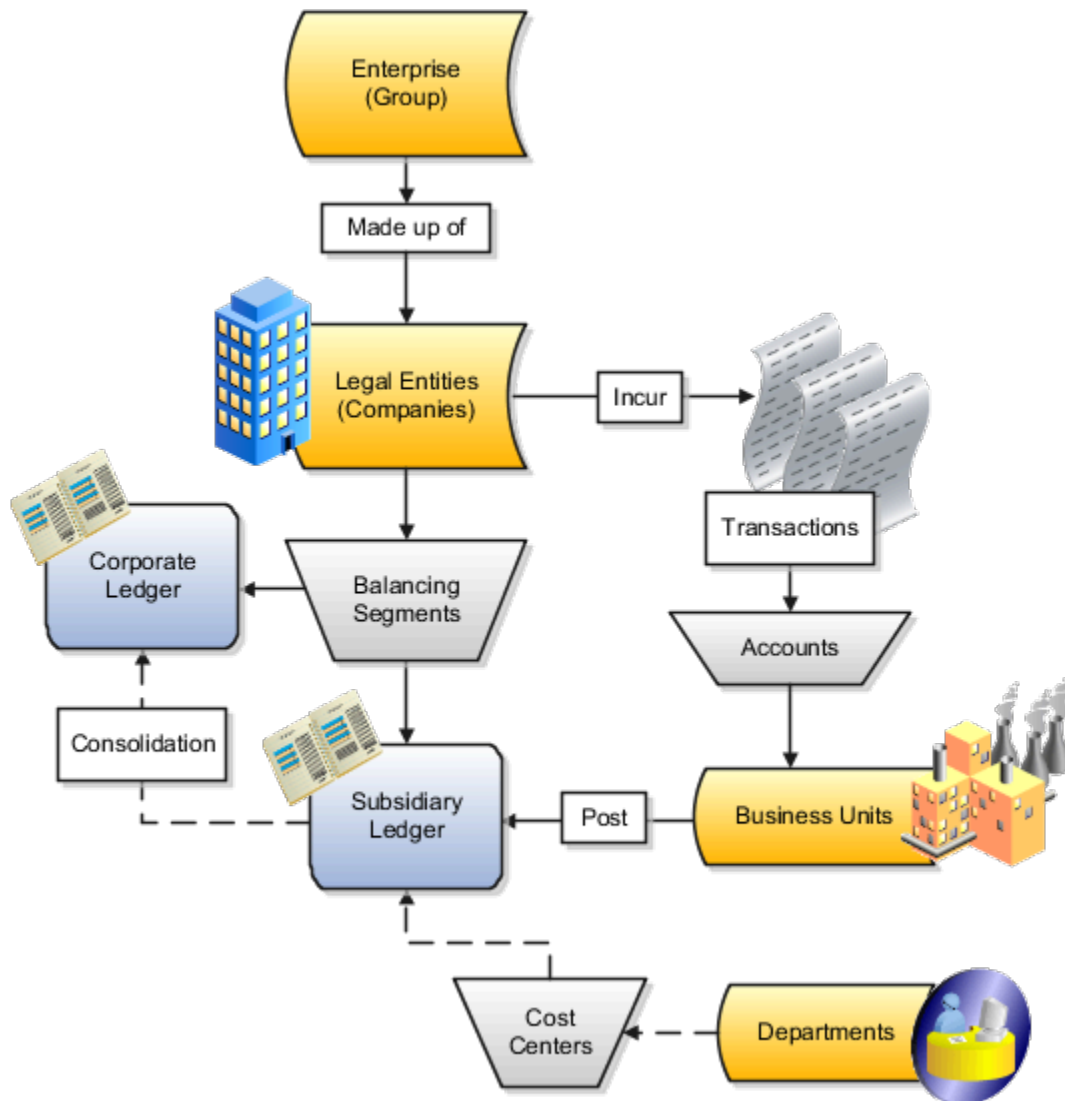 Enterprise
(Group)
Made up of
Legal Entities
(Companies)
Incur
Transactions
Corporate
Ledger
Balancing
Segments
Accounts
Consolidation
Subsidiary
Ledger
Post
Business Units
Cost
Centers
Departments